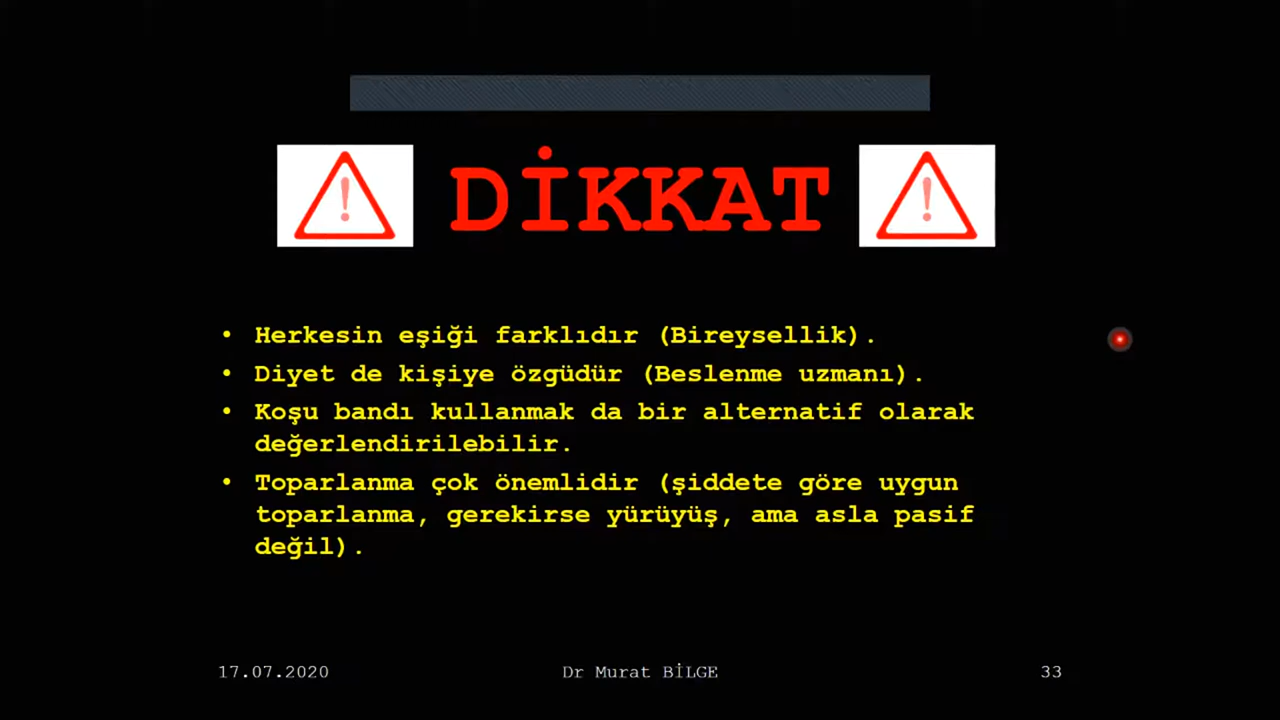 DİKKAT
• Herkesin eşiği farklıdır (Bireysellik).
• Diyet de kişiye özgüdür (Beslenme uzmanı).
• Koşu bandı kullanmak da bir alternatif olarak
değerlendirilebilir.
• Toparlanma çok önemlidir (şiddete göre uygun
toparlanma, gerekirse yürüyüş, ama asla pasif
değil).
17.07.2020 Dr Murat BİLGE 33